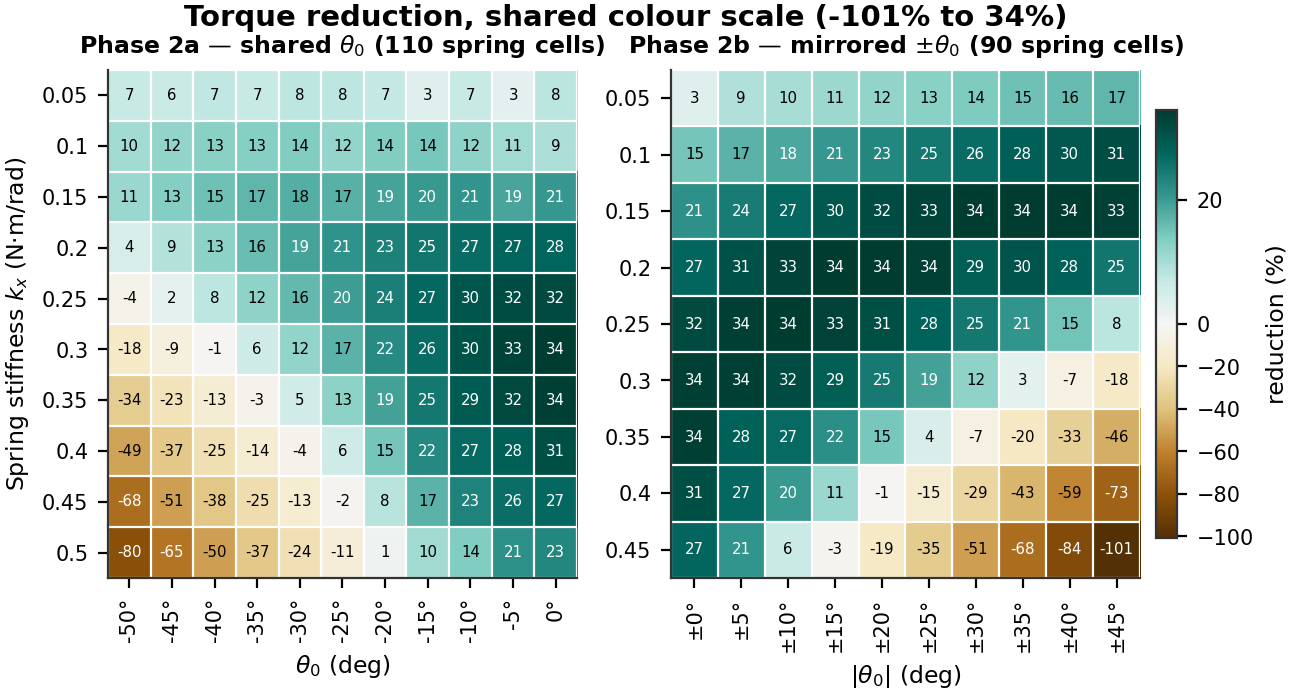 Torque reduction, shared colour scale (-101% to 34%)
Phase 2a — shared θ₀ (110 spring cells)
Spring stiffness kₓ (N·m/rad)
0.05 7 6 7 7 8 8 7 3 7 3 8
0.1 10 12 13 13 14 12 14 14 12 11 9
0.15 11 13 15 17 18 17 19 20 21 19 21
0.2 4 9 13 16 19 21 23 25 27 27 28
0.25 -4 2 8 12 16 20 24 27 30 32 32
0.3 -18 -9 -1 6 12 17 22 26 30 33 34
0.35 -34 -23 -13 -3 5 13 19 25 29 32 34
0.4 -49 -37 -25 -14 -4 6 15 22 27 28 31
0.45 -68 -51 -38 -25 -13 -2 8 17 23 26 27
0.5 -80 -65 -50 -37 -24 -11 1 10 14 21 23
-50° -45° -40° -35° -30° -25° -20° -15° -10° -5° 0°
θ₀ (deg)
Phase 2b — mirrored ±θ₀ (90 spring cells)
0.05 3 9 10 11 12 13 14 15 16 17
0.1 15 17 18 21 23 25 26 28 30 31
0.15 21 24 27 30 32 33 34 34 34 33
0.2 27 31 33 34 34 34 29 30 28 25
0.25 32 34 34 33 31 28 25 21 15 8
0.3 34 34 32 29 25 19 12 3 -7 -18
0.35 34 28 27 22 15 4 -7 -20 -33 -46
0.4 31 27 20 11 -1 -15 -29 -43 -59 -73
0.45 27 21 6 -3 -19 -35 -51 -68 -84 -101
±0° ±5° ±10° ±15° ±20° ±25° ±30° ±35° ±40° ±45°
|θ₀| (deg)
20
0
−20
−40
−60
−80
−100
reduction (%)